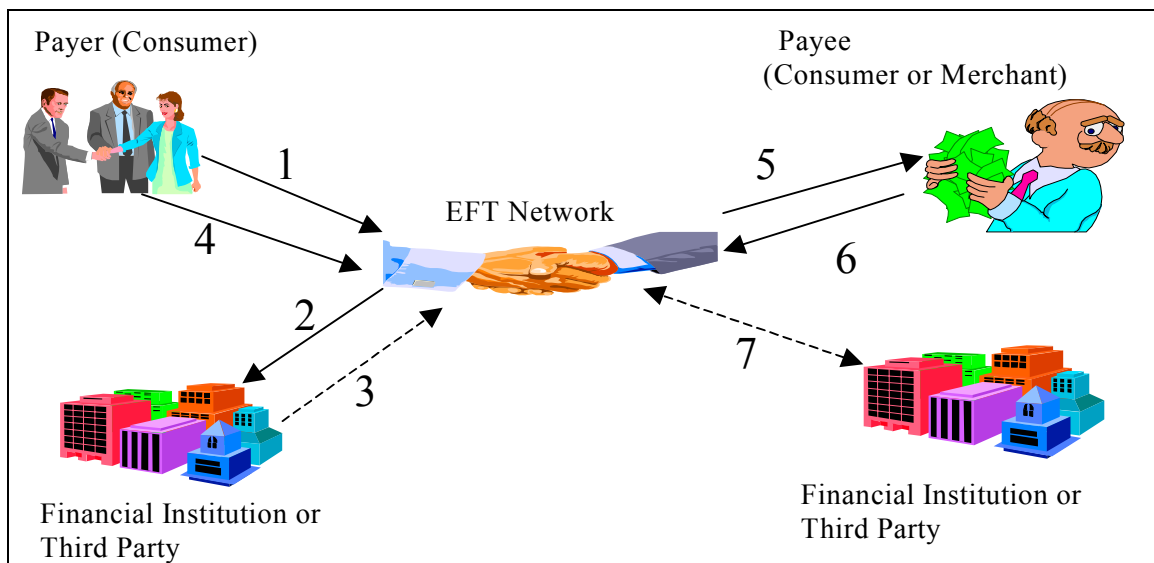 Payer (Consumer)
Payee
(Consumer or Merchant)
1
5
EFT Network
4
6
2
3
7
Financial Institution or
Third Party
Financial Institution or
Third Party